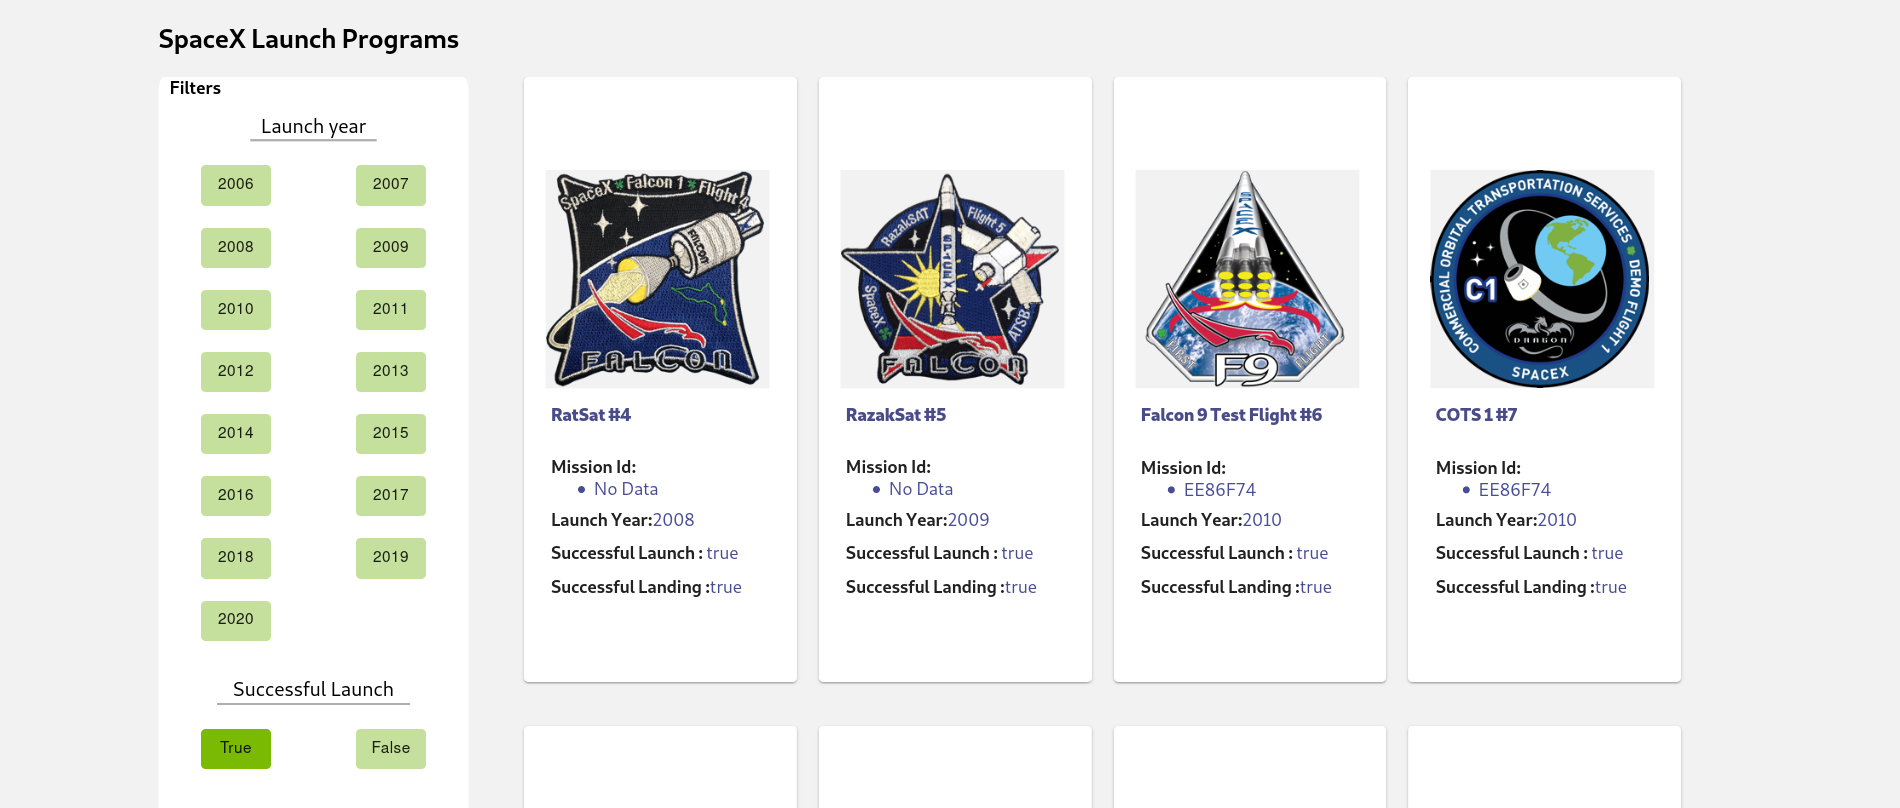 SpaceX Launch Programs
Filters
Launch year
2006
2007
2008
2009
2010
2011
2012
2013
2014
2015
2016
2017
2018
2019
2020
Successful Launch
True
False
SpaceX Falcon 1 Flight 4
FALCON
FALCON
RatSat #4
Mission Id:
No Data
Launch Year:2008
Successful Launch : true
Successful Landing :true
RazakSAT
Flight 5
SPACEX
SpaceX
ATSB
FALCON
RazakSat #5
Mission Id:
No Data
Launch Year:2009
Successful Launch : true
Successful Landing :true
SPACEX
FIRST
FLIGHT
F9
Falcon 9 Test Flight #6
Mission Id:
EE86F74
Launch Year:2010
Successful Launch : true
Successful Landing :true
COMMERCIAL ORBITAL TRANSPORTATION SERVICES DEMO FLIGHT 1
C1
DRAGON
SPACEX
COTS 1 #7
Mission Id:
EE86F74
Launch Year:2010
Successful Launch : true
Successful Landing :true